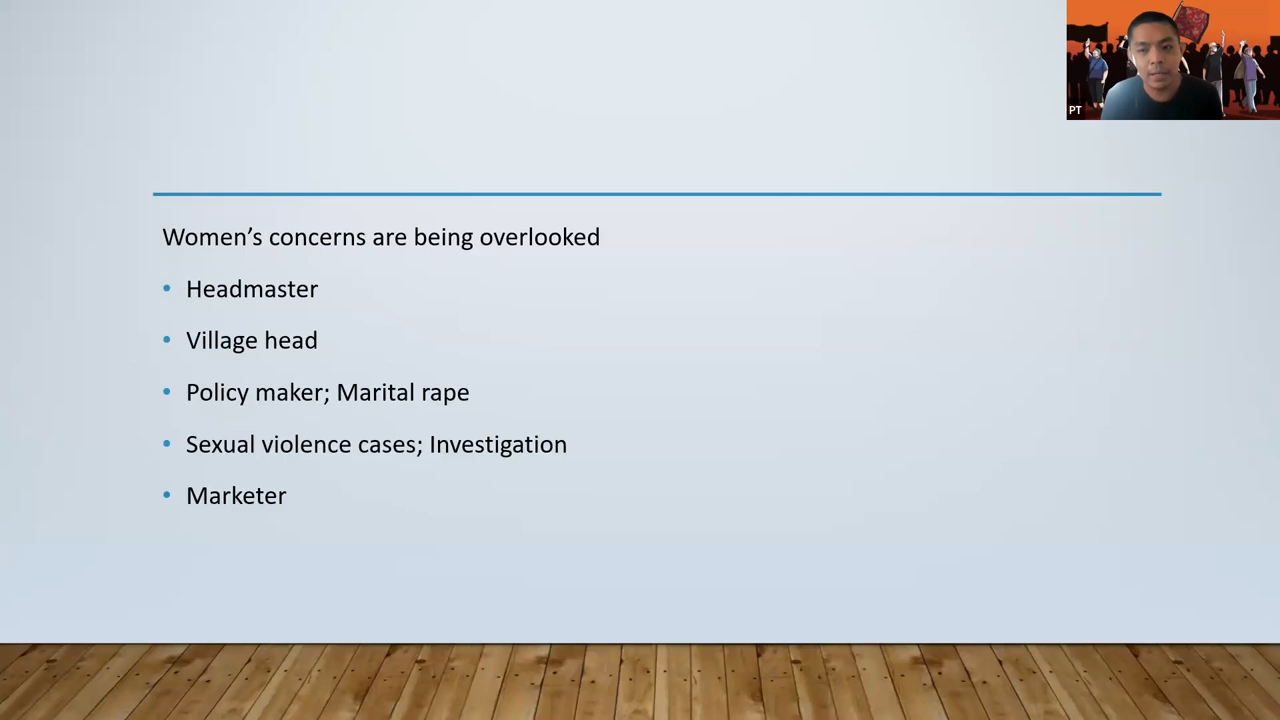 PT
Women’s concerns are being overlooked
• Headmaster
• Village head
• Policy maker; Marital rape
• Sexual violence cases; Investigation
• Marketer